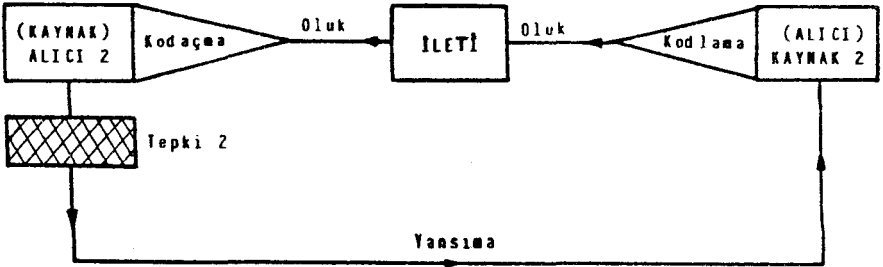 (KAYNAK)
ALICI 2
Kodaçma
Oluk
İLETİ
Oluk
Kodlama
(ALICI)
KAYNAK 2
Tepki 2
Yansıma